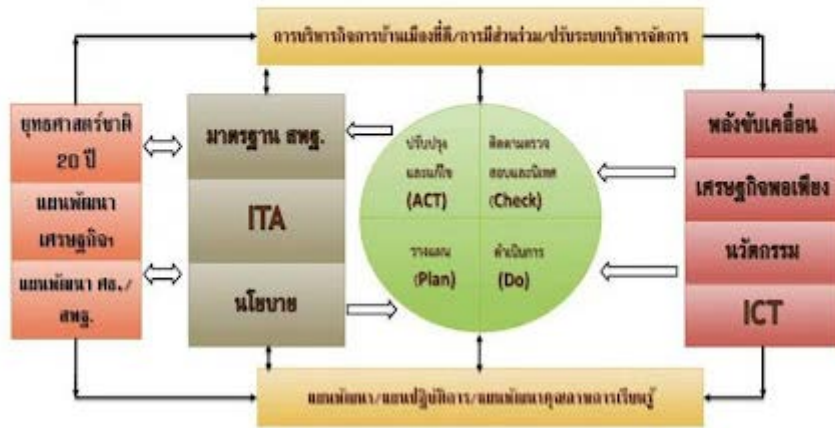 การบริหารกิจการบ้านเมืองที่ดี/การมีส่วนร่วม/ปรับระบบบริหารจัดการ
ยุทธศาสตร์ชาติ
20 ปี
แผนพัฒนา
เศรษฐกิจฯ
แผนพัฒนา ศธ./
สพฐ.
มาตรฐาน สพฐ.
ITA
นโยบาย
ปรับปรุง
และแก้ไข
(ACT)
ติดตามตรวจ
สอบและนิเทศ
(Check)
วางแผน
(Plan)
ดำเนินการ
(Do)
พลังขับเคลื่อน
เศรษฐกิจพอเพียง
นวัตกรรม
ICT
แผนพัฒนา/แผนปฏิบัติการ/แผนพัฒนาคุณภาพการเรียนรู้